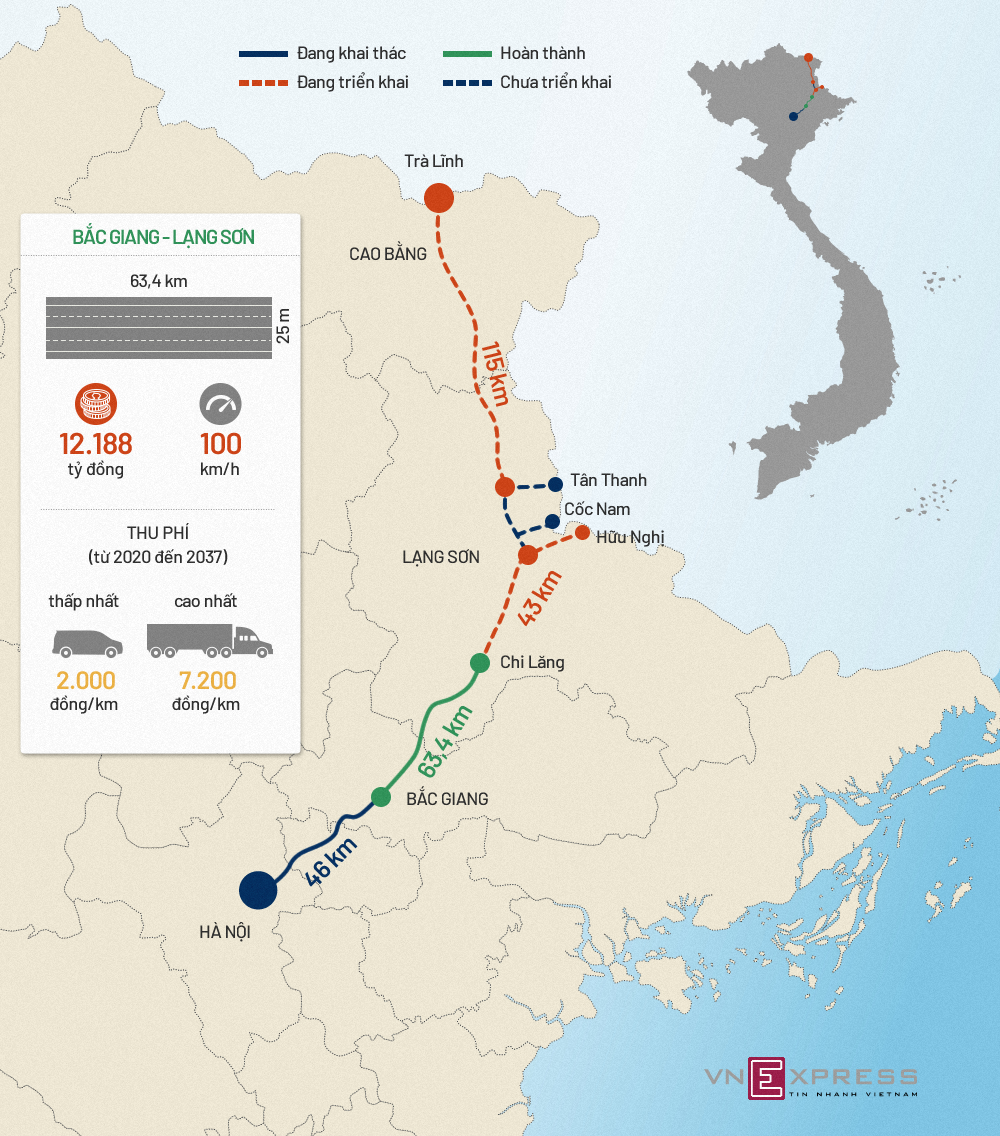 Đang khai thác
Hoàn thành
Đang triển khai
Chưa triển khai
Trà Lĩnh
CAO BẰNG
115 km
Tân Thanh
Cốc Nam
Hữu Nghị
LẠNG SƠN
43 km
Chi Lăng
63,4 km
BẮC GIANG
46 km
HÀ NỘI
BẮC GIANG - LẠNG SƠN
63,4 km
25 m
12.188
tỷ đồng
100
km/h
THU PHÍ
(từ 2020 đến 2037)
thấp nhất
cao nhất
2.000
đồng/km
7.200
đồng/km
VNEXPRESS
TIN NHANH VIETNAM